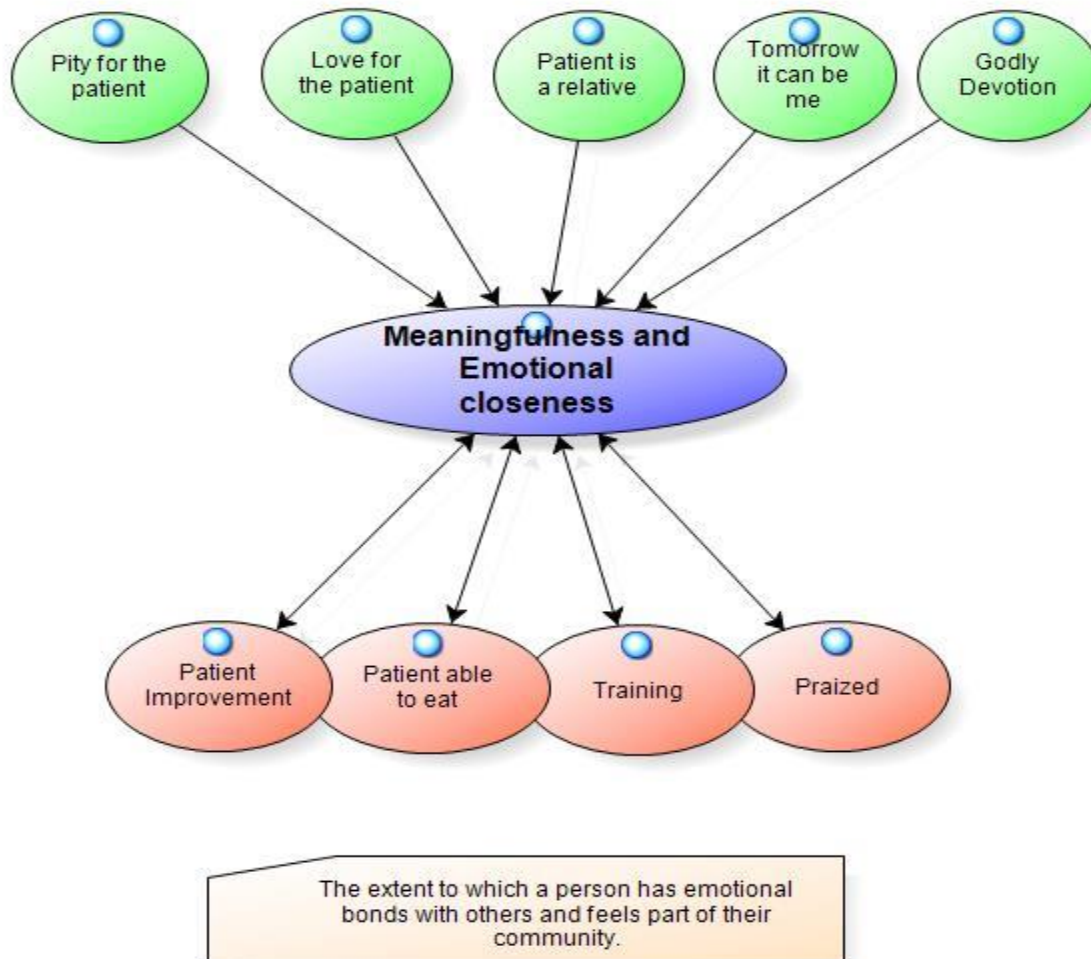 Pity for the
patient
Love for
the patient
Patient is
a relative
Tomorrow
it can be
me
Godly
Devotion
Meaningfulness and
Emotional
closeness
Patient
Improvement
Patient able
to eat
Training
Praized
The extent to which a person has emotional
bonds with others and feels part of their
community.